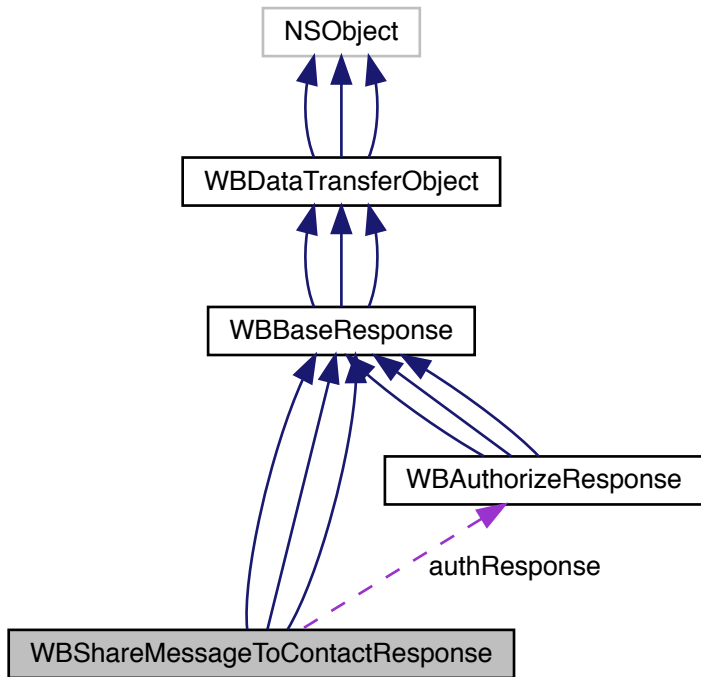 NSObject
WBDataTransferObject
WBBaseResponse
WBAuthorizeResponse
authResponse
WBShareMessageToContactResponse